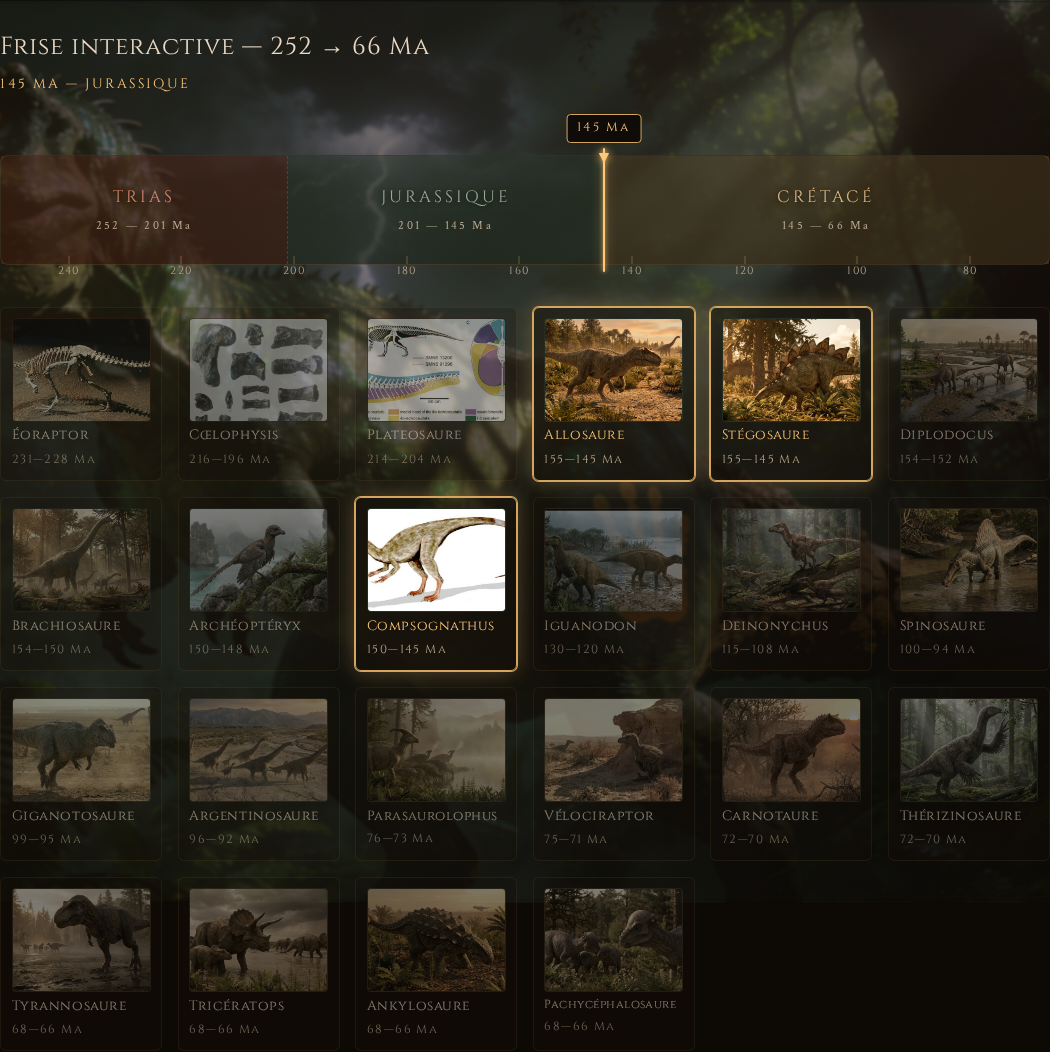 Frise interactive — 252 → 66 Ma
145 Ma — Jurassique
145 Ma
TRIAS
JURASSIQUE
CRÉTACÉ
252 — 201 Ma
201 — 145 Ma
145 — 66 Ma
240 220 200 180 160 140 120 100 80
SMNS 13200
SMNS 91296
50 cm
Éoraptor
Cœlophysis
Plateosaure
Allosaure
Stégosaure
Diplodocus
231–228 Ma
216–196 Ma
214–204 Ma
155–145 Ma
155–145 Ma
154–152 Ma
Brachiosaure
Archéoptéryx
Compsognathus
Iguanodon
Deinonychus
Spinosaure
154–150 Ma
150–148 Ma
150–145 Ma
130–120 Ma
115–108 Ma
100–94 Ma
Giganotosaure
Argentinosaure
Parasaurolophus
Vélociraptor
Carnotaure
Thérizinosaure
99–95 Ma
96–92 Ma
76–73 Ma
75–71 Ma
72–70 Ma
72–70 Ma
Tyrannosaure
Tricératops
Ankylosaure
Pachycéphalosaure
68–66 Ma
68–66 Ma
68–66 Ma
68–66 Ma